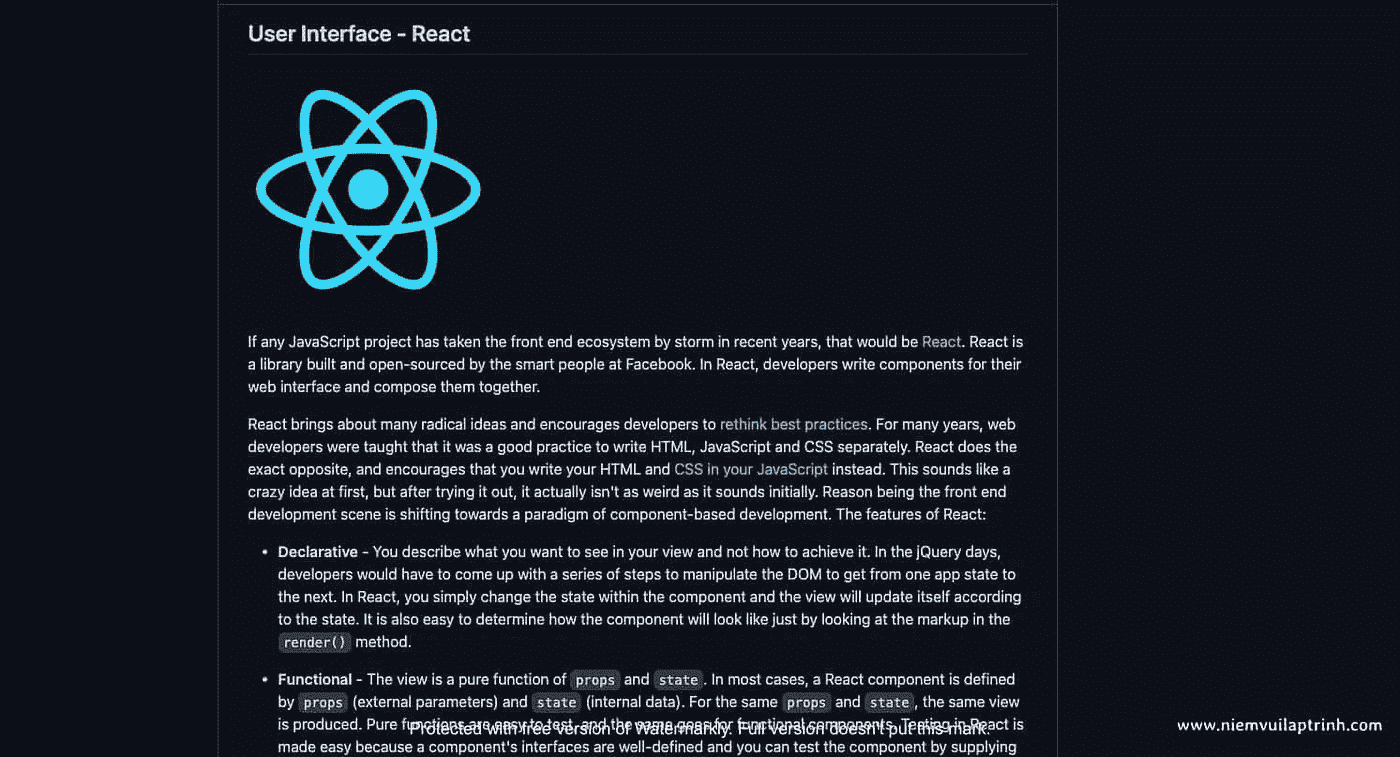 User Interface - React
If any JavaScript project has taken the front end ecosystem by storm in recent years, that would be React. React is
a library built and open-sourced by the smart people at Facebook. In React, developers write components for their
web interface and compose them together.
React brings about many radical ideas and encourages developers to rethink best practices. For many years, web
developers were taught that it was a good practice to write HTML, JavaScript and CSS separately. React does the
exact opposite, and encourages that you write your HTML and CSS in your JavaScript instead. This sounds like a
crazy idea at first, but after trying it out, it actually isn't as weird as it sounds initially. Reason being the front end
development scene is shifting towards a paradigm of component-based development. The features of React:
• Declarative - You describe what you want to see in your view and not how to achieve it. In the jQuery days,
developers would have to come up with a series of steps to manipulate the DOM to get from one app state to
the next. In React, you simply change the state within the component and the view will update itself according
to the state. It is also easy to determine how the component will look like just by looking at the markup in the
render() method.
• Functional - The view is a pure function of props and state. In most cases, a React component is defined
by props (external parameters) and state (internal data). For the same props and state, the same view
is produced. Pure functions are easy to test, and the same goes for functional components. Testing in React is
Protected with free version of Watermarkly. Full version doesn't put this mark.
www.niemvuilaptrinh.com
made easy because a component's interfaces are well-defined and you can test the component by supplying